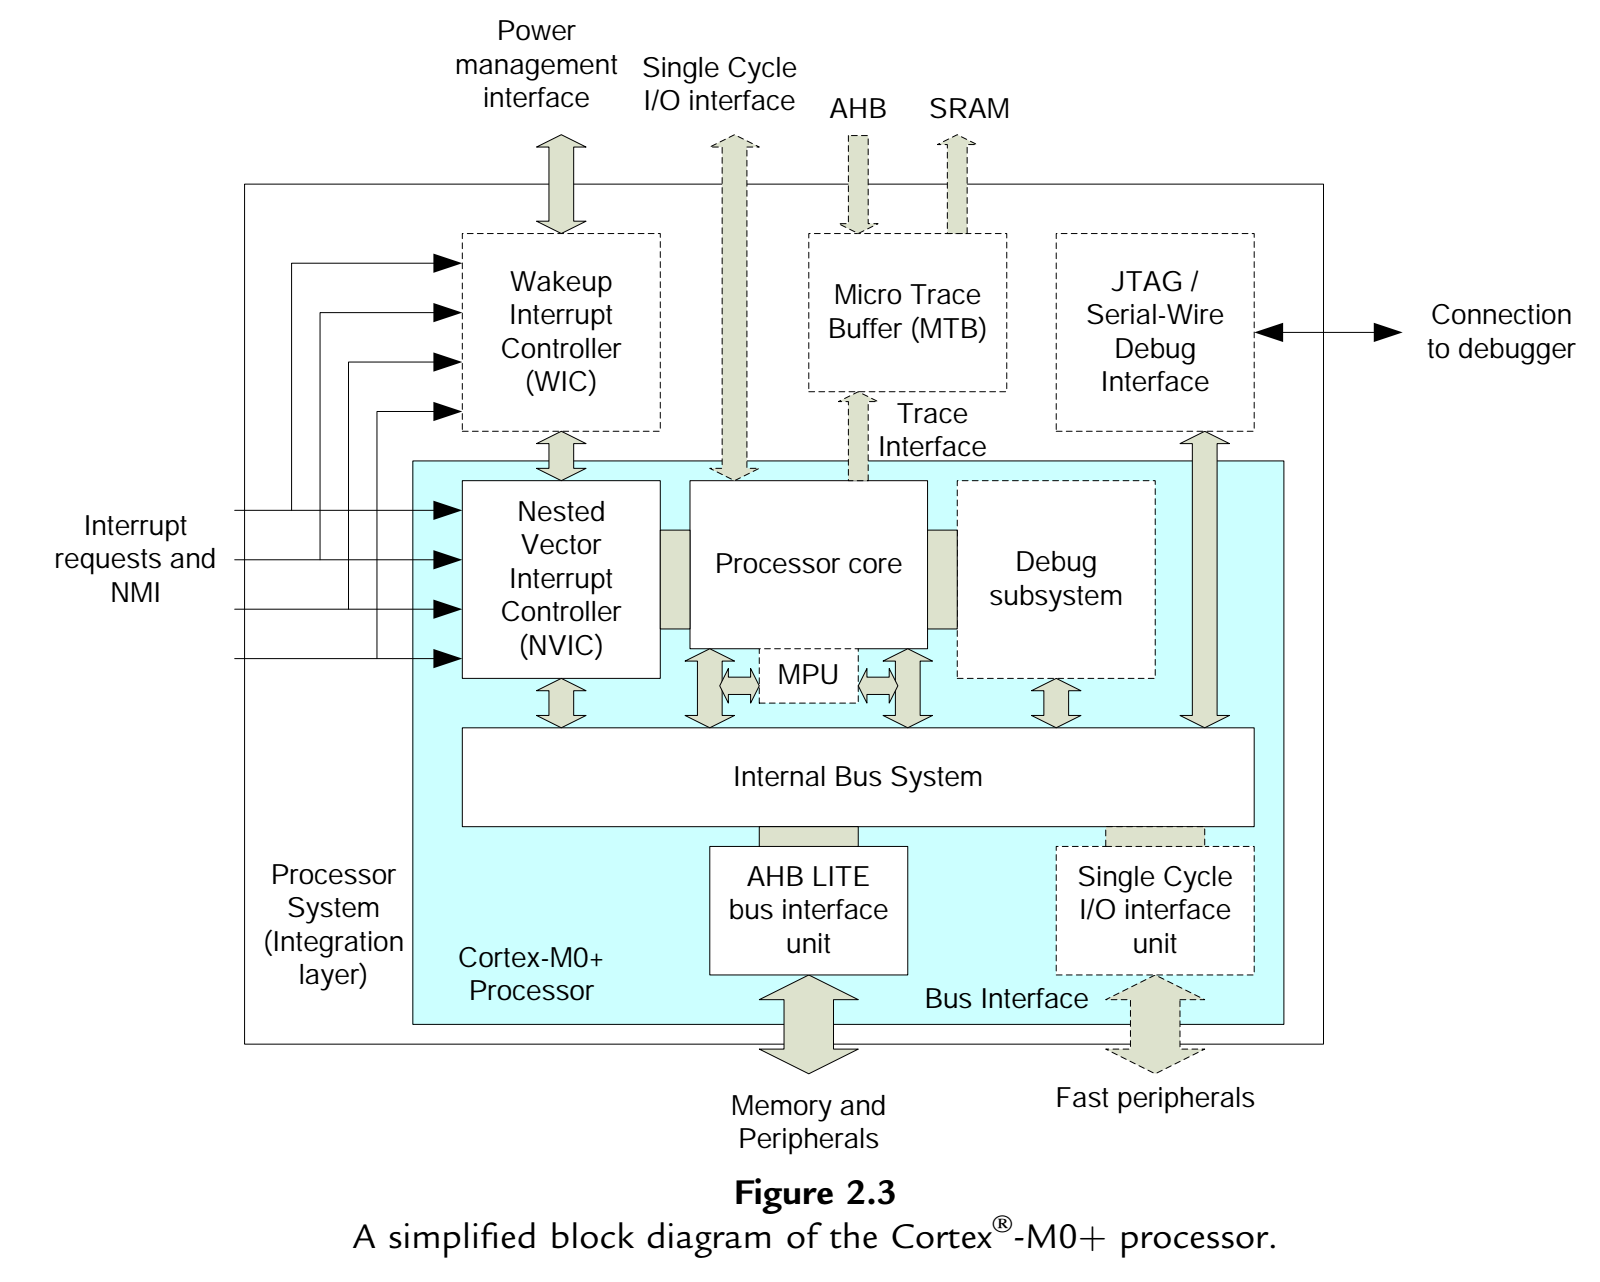 Power
management
interface
Single Cycle
I/O interface
AHB
SRAM
Wakeup
Interrupt
Controller
(WIC)
Micro Trace
Buffer (MTB)
JTAG /
Serial-Wire
Debug
Interface
Connection
to debugger
Trace
Interface
Interrupt
requests and
NMI
Nested
Vector
Interrupt
Controller
(NVIC)
Processor core
Debug
subsystem
MPU
Internal Bus System
Processor
System
(Integration
layer)
Cortex-M0+
Processor
AHB LITE
bus interface
unit
Single Cycle
I/O interface
unit
Bus Interface
Memory and
Peripherals
Fast peripherals
Figure 2.3
A simplified block diagram of the Cortex®-M0+ processor.